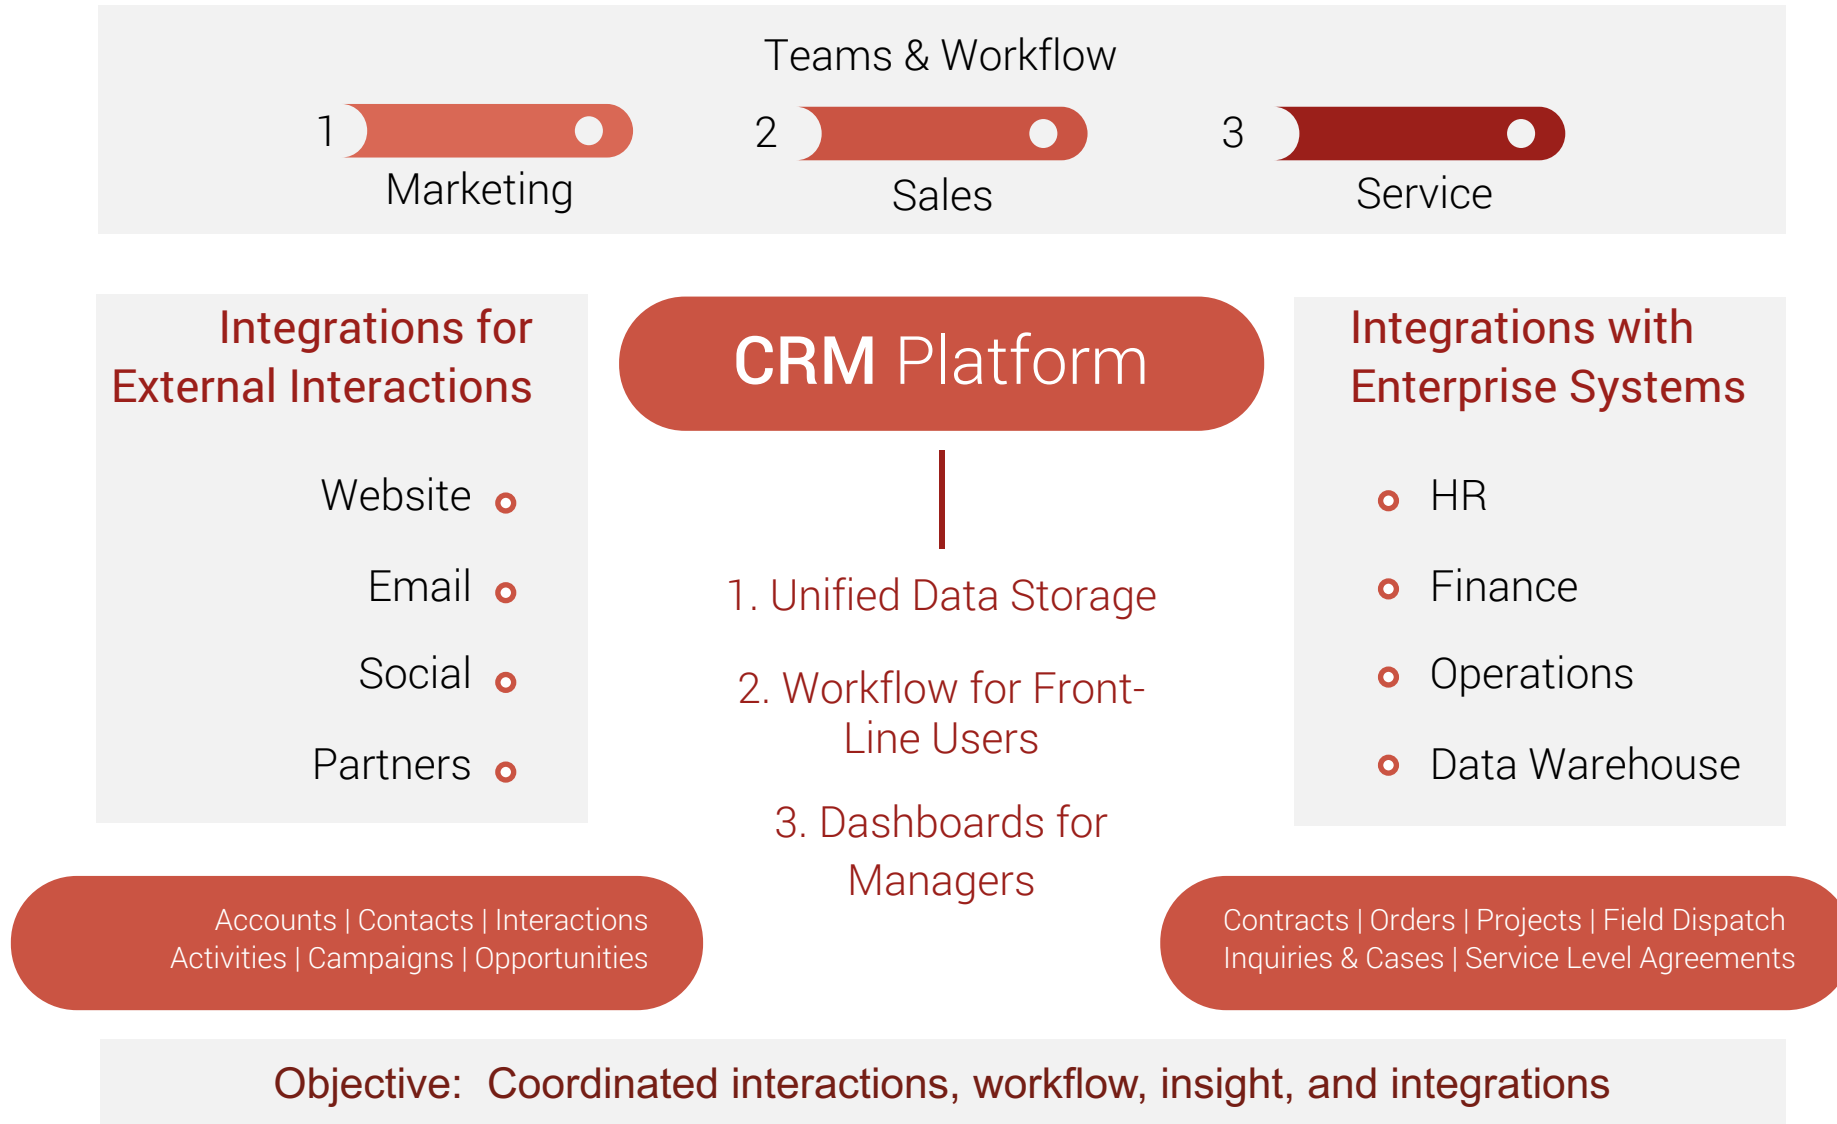 Teams & Workflow
1
2
3
Marketing
Sales
Service
Integrations for
External Interactions
Website
Email
Social
Partners
CRM Platform
1. Unified Data Storage
2. Workflow for Front-
Line Users
3. Dashboards for
Managers
Integrations with
Enterprise Systems
HR
Finance
Operations
Data Warehouse
Accounts | Contacts | Interactions
Activities | Campaigns | Opportunities
Contracts | Orders | Projects | Field Dispatch
Inquiries & Cases | Service Level Agreements
Objective:  Coordinated interactions, workflow, insight, and integrations